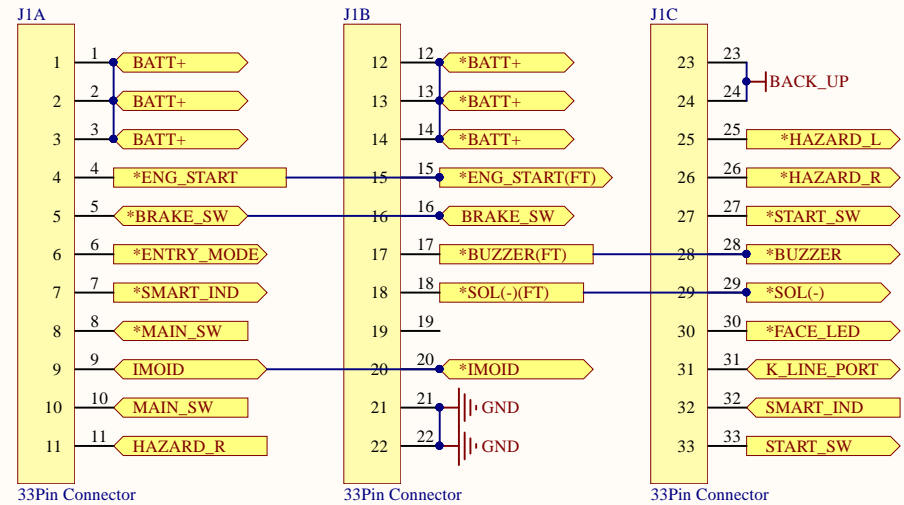 J1A
1 1 BATT+
2 2 BATT+
3 3 BATT+
4 4 *ENG_START
5 5 *BRAKE_SW
6 6 *ENTRY_MODE
7 7 *SMART_IND
8 8 *MAIN_SW
9 9 IMOID
10 10 MAIN_SW
11 11 HAZARD_R
33Pin Connector
J1B
12 12 *BATT+
13 13 *BATT+
14 14 *BATT+
15 15 *ENG_START(FT)
16 16 BRAKE_SW
17 17 *BUZZER(FT)
18 18 *SOL(-)(FT)
19 19
20 20 *IMOID
21 21 GND
22 22 GND
33Pin Connector
J1C
23 23
BACK_UP
24 24
25 25 *HAZARD_L
26 26 *HAZARD_R
27 27 *START_SW
28 28 *BUZZER
29 29 *SOL(-)
30 30 *FACE_LED
31 31 K_LINE_PORT
32 32 SMART_IND
33 33 START_SW
33Pin Connector